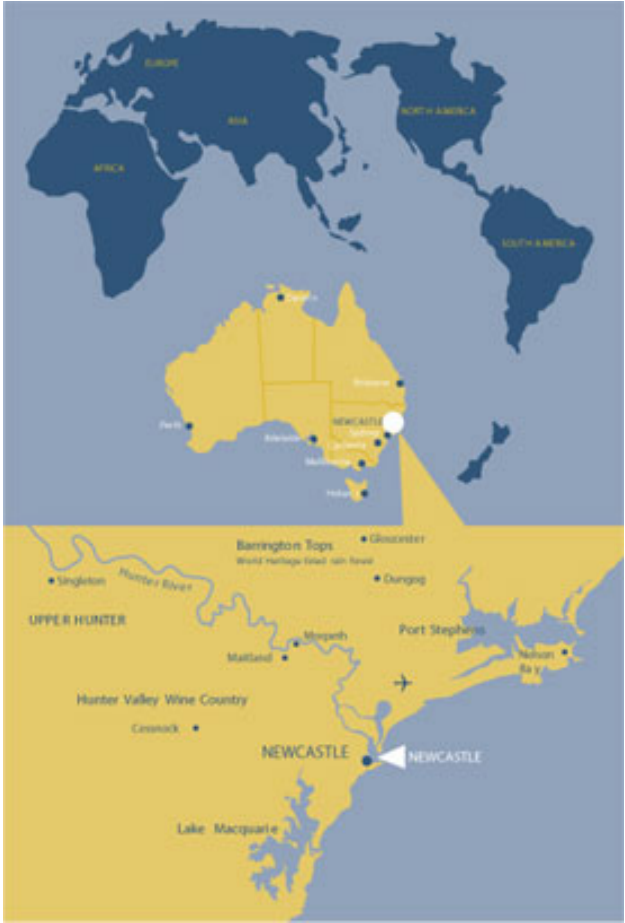 EUROPE
ASIA
NORTH AMERICA
AFRICA
SOUTH AMERICA
Darwin
Brisbane
NEWCASTLE
Perth
Sydney
Adelaide
Canberra
Melbourne
Hobart
Gloucester
Barrington Tops
World Heritage listed rain forest
Singleton
Hunter River
Dungog
UPPER HUNTER
Port Stephens
Morpeth
Maitland
Nelson
Bay
Hunter Valley Wine Country
Cessnock
NEWCASTLE
NEWCASTLE
Lake Macquarie